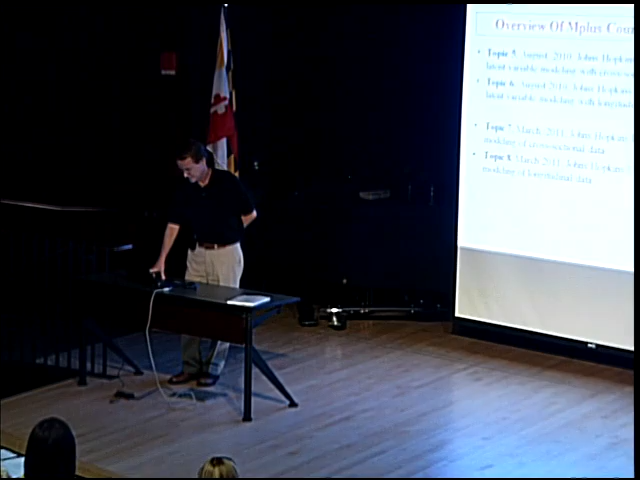 Overview Of Mplus Cour
• Topic 5. August 2010, Johns Hopkins
latent variable modeling with cross-se
• Topic 6. August 2010, Johns Hopkins
latent variable modeling with longitud
• Topic 7. March, 2011, Johns Hopkins
modeling of cross-sectional data
• Topic 8. March 2011, Johns Hopkins
modeling of longitudinal data